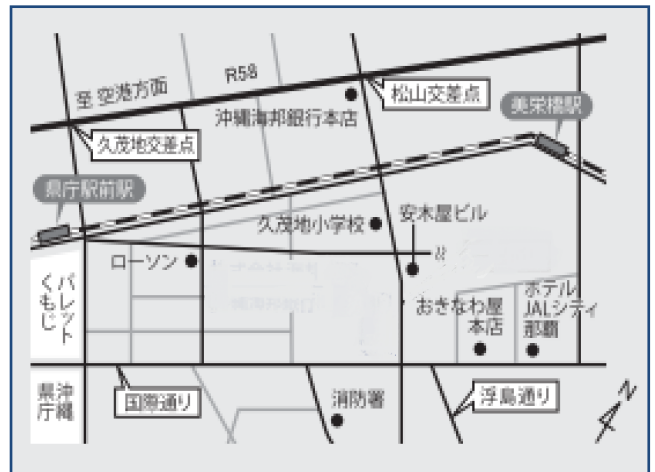 至 空港方面
R58
松山交差点
美栄橋駅
沖縄海邦銀行本店
久茂地交差点
県庁駅前駅
久茂地小学校
安木屋ビル
ローソン
パレット
くもじ
おきなわ屋
本店
ホテル
JALシティ
那覇
沖縄
県庁
国際通り
消防署
浮島通り
N